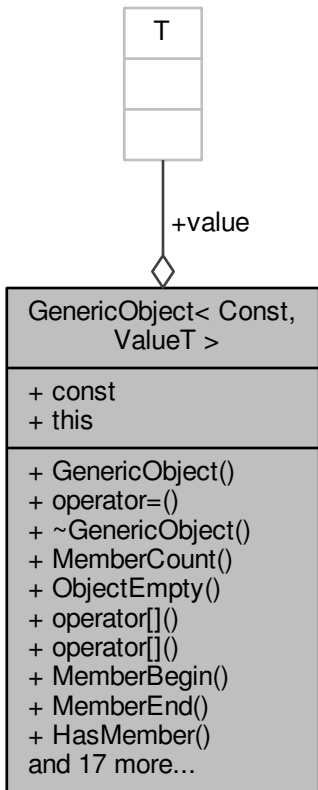 T
+value
GenericObject< Const,
ValueT >
+ const
+ this
+ GenericObject()
+ operator=()
+ ~GenericObject()
+ MemberCount()
+ ObjectEmpty()
+ operator[]()
+ operator[]()
+ MemberBegin()
+ MemberEnd()
+ HasMember()
and 17 more...